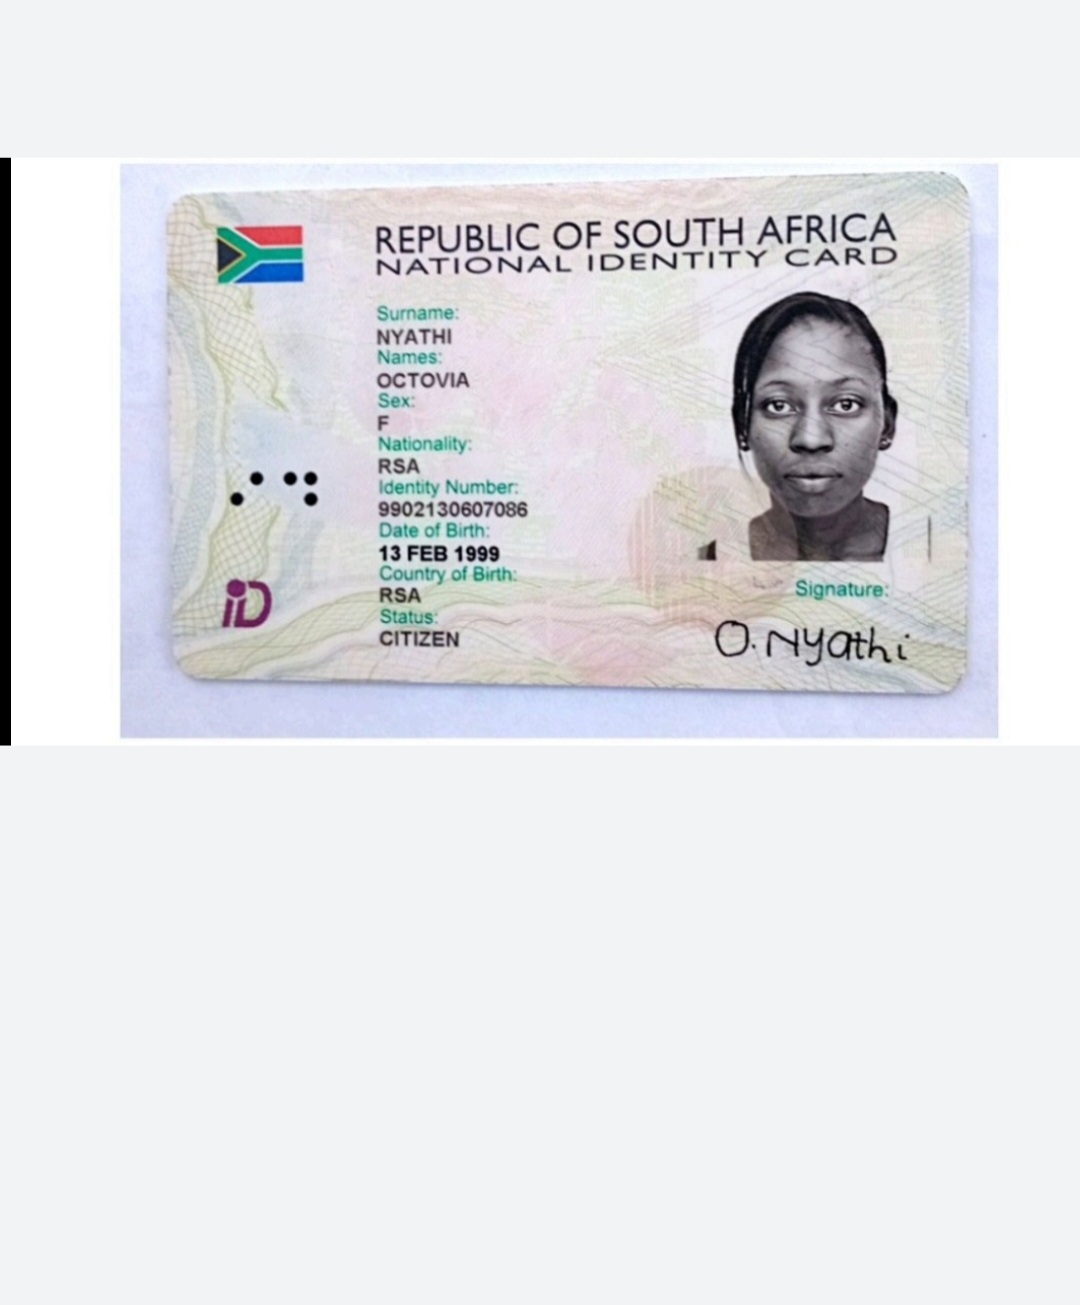 REPUBLIC OF SOUTH AFRICA
NATIONAL IDENTITY CARD
Surname:
NYATHI
Names:
OCTOVIA
Sex:
F
Nationality:
RSA
Identity Number:
9902130607086
Date of Birth:
13 FEB 1999
Country of Birth:
RSA
Status:
CITIZEN
iD
Signature:
O. Nyathi